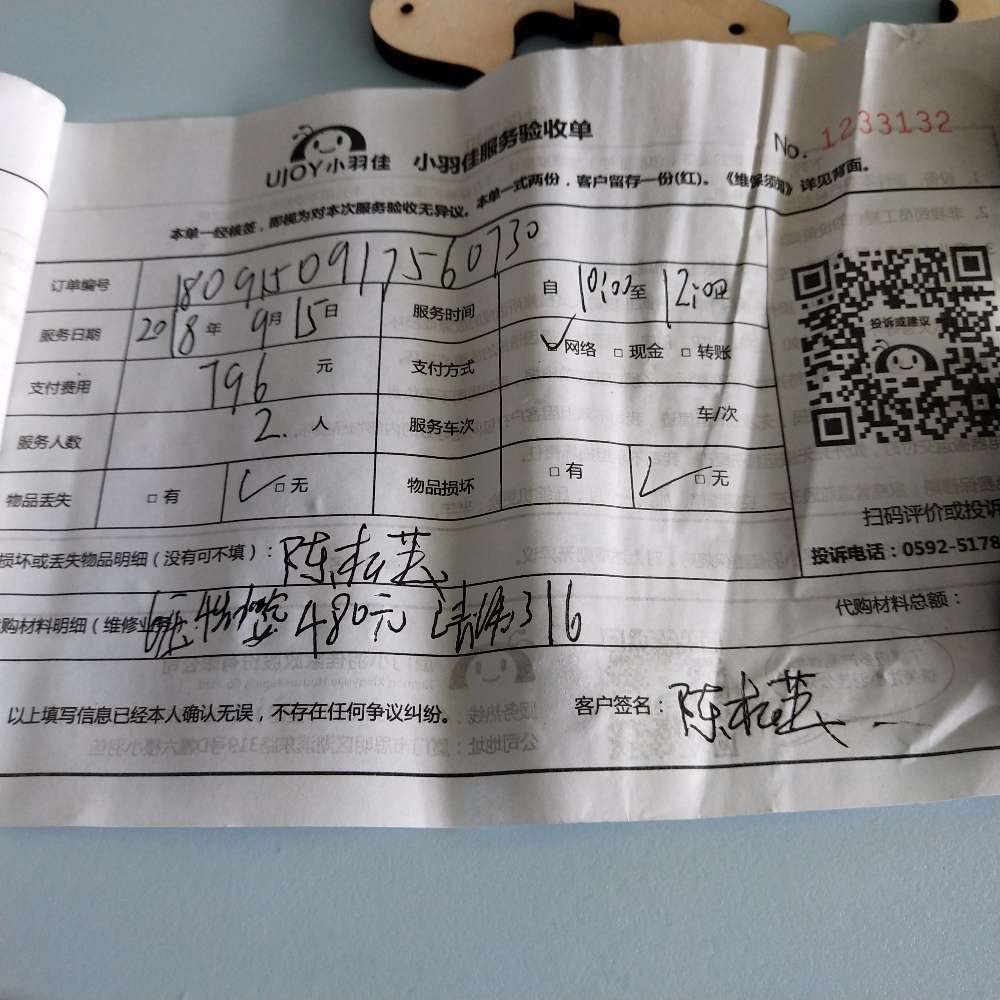 UJOY小羽佳 小羽佳服务验收单 No. 1233132
本单一经核签，即视为对本次服务验收无异议。本单一式两份，客户留存一份(红)。《维保须知》详见背面。
订单编号 1809150917560730
服务日期 2018年 9月15日 服务时间 自 10:00至 12:00
支付费用 796 元 支付方式 网络 □ 现金 □ 转账
服务人数 2. 人 服务车次 车/次
物品丢失 □ 有 □ 无 物品损坏 □ 有 □ 无
投诉或建议
扫码评价或投诉
投诉电话：0592-5178
损坏或丢失物品明细（没有可不填）：陈松英
购材料明细（维修业 480元 316
代购材料总额：
以上填写信息已经本人确认无误，不存在任何争议纠纷。 客户签名：陈松英